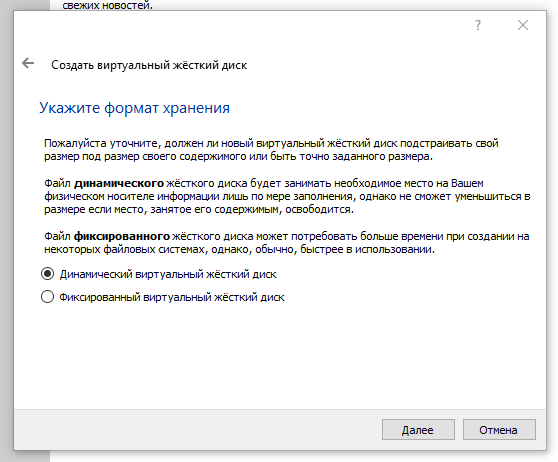 свежих новостей.
?
Создать виртуальный жёсткий диск
Укажите формат хранения
Пожалуйста уточните, должен ли новый виртуальный жёсткий диск подстраивать свой
размер под размер своего содержимого или быть точно заданного размера.
Файл динамического жёсткого диска будет занимать необходимое место на Вашем
физическом носителе информации лишь по мере заполнения, однако не сможет уменьшиться в
размере если место, занятое его содержимым, освободится.
Файл фиксированного жёсткого диска может потребовать больше времени при создании на
некоторых файловых системах, однако, обычно, быстрее в использовании.
Динамический виртуальный жёсткий диск
Фиксированный виртуальный жёсткий диск
Далее
Отмена